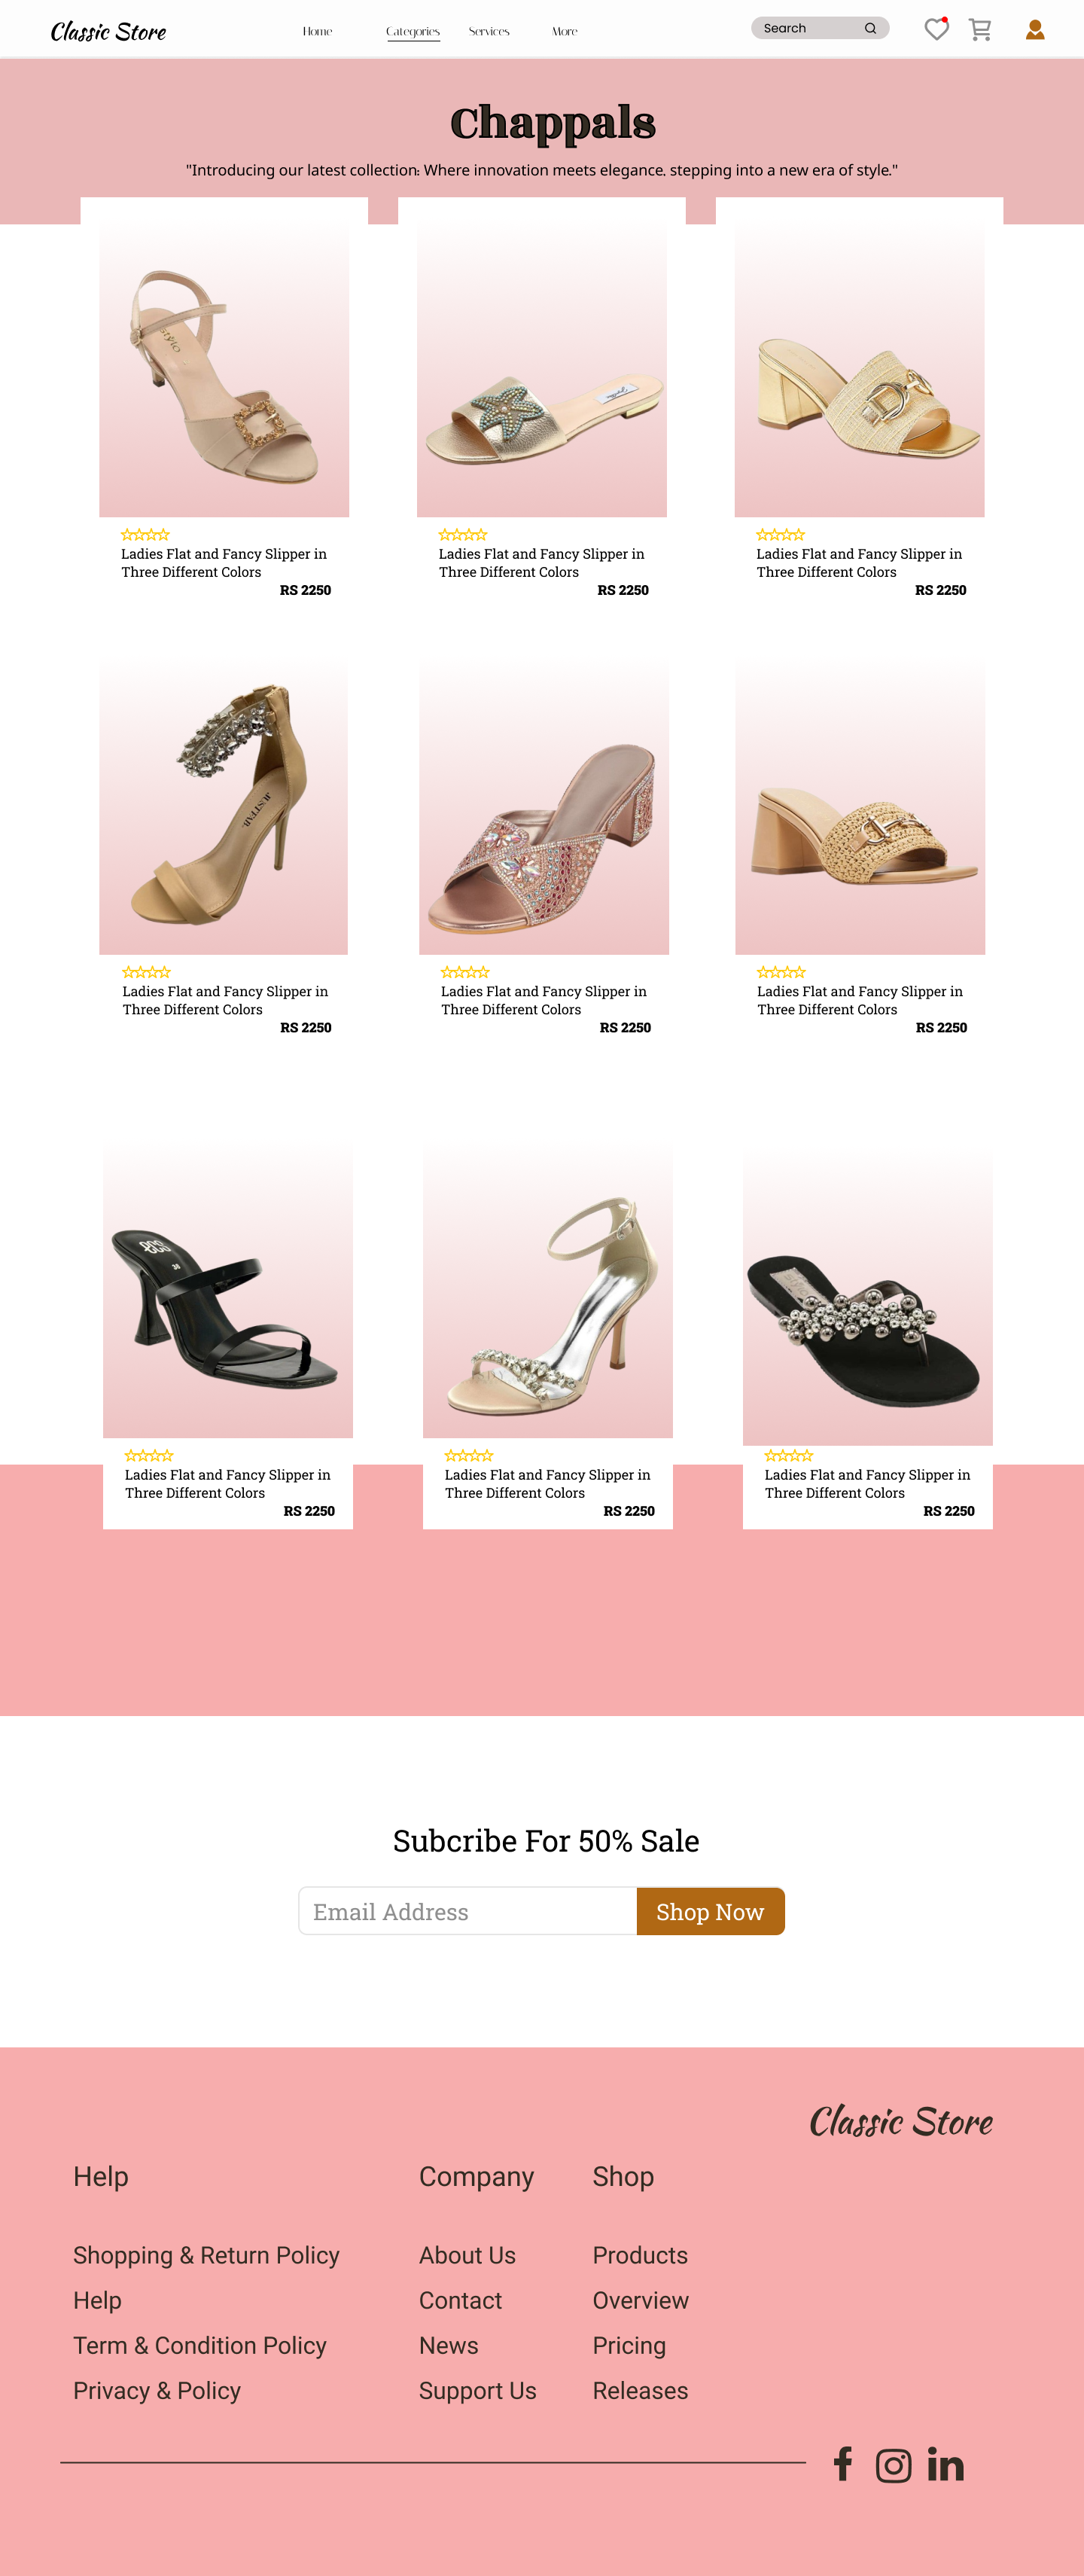 Classic Store
Home
Categories
Services
More
Search
Chappals
"Introducing our latest collection: Where innovation meets elegance. stepping into a new era of style."
stylo
Ladies Flat and Fancy Slipper in
Three Different Colors
RS 2250
Ladies Flat and Fancy Slipper in
Three Different Colors
RS 2250
Ladies Flat and Fancy Slipper in
Three Different Colors
RS 2250
JUSTFAB.
Ladies Flat and Fancy Slipper in
Three Different Colors
RS 2250
Ladies Flat and Fancy Slipper in
Three Different Colors
RS 2250
Ladies Flat and Fancy Slipper in
Three Different Colors
RS 2250
36
Ladies Flat and Fancy Slipper in
Three Different Colors
RS 2250
Ladies Flat and Fancy Slipper in
Three Different Colors
RS 2250
Ladies Flat and Fancy Slipper in
Three Different Colors
RS 2250
Subcribe For 50% Sale
Email Address
Shop Now
Classic Store
Help
Shopping & Return Policy
Help
Term & Condition Policy
Privacy & Policy
Company
About Us
Contact
News
Support Us
Shop
Products
Overview
Pricing
Releases